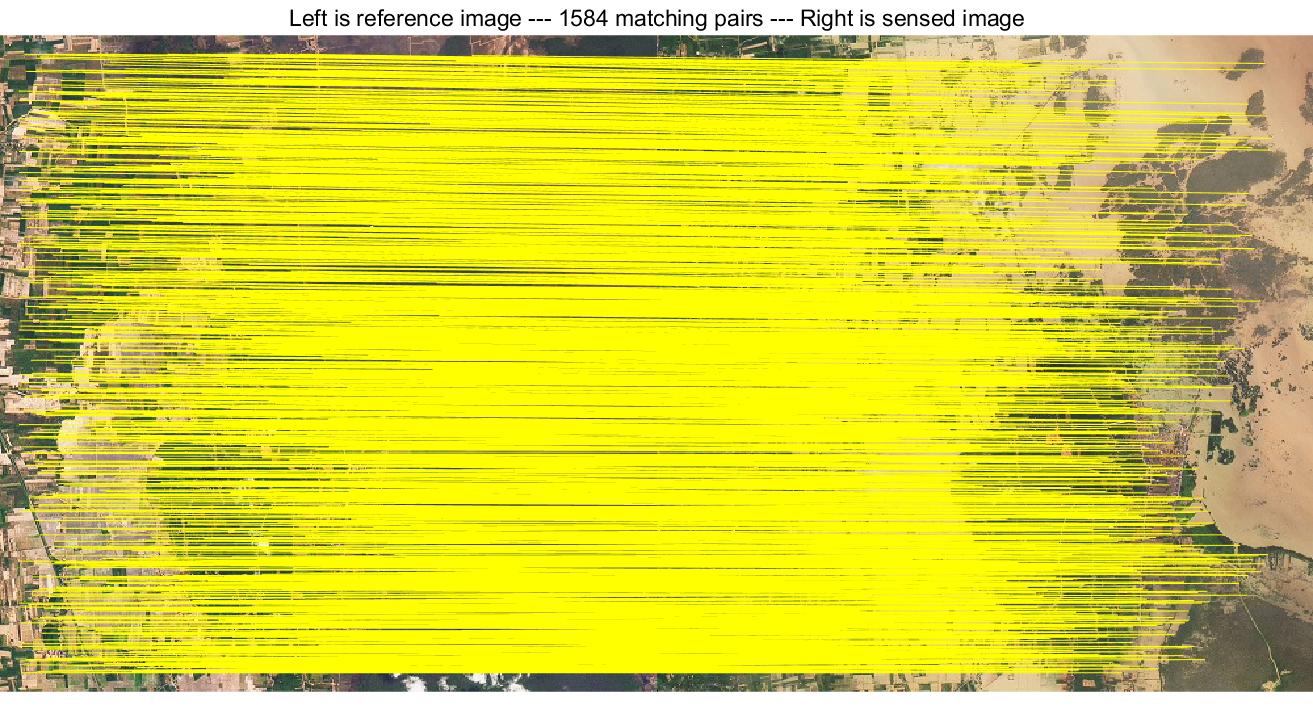 Left is reference image --- 1584 matching pairs --- Right is sensed image